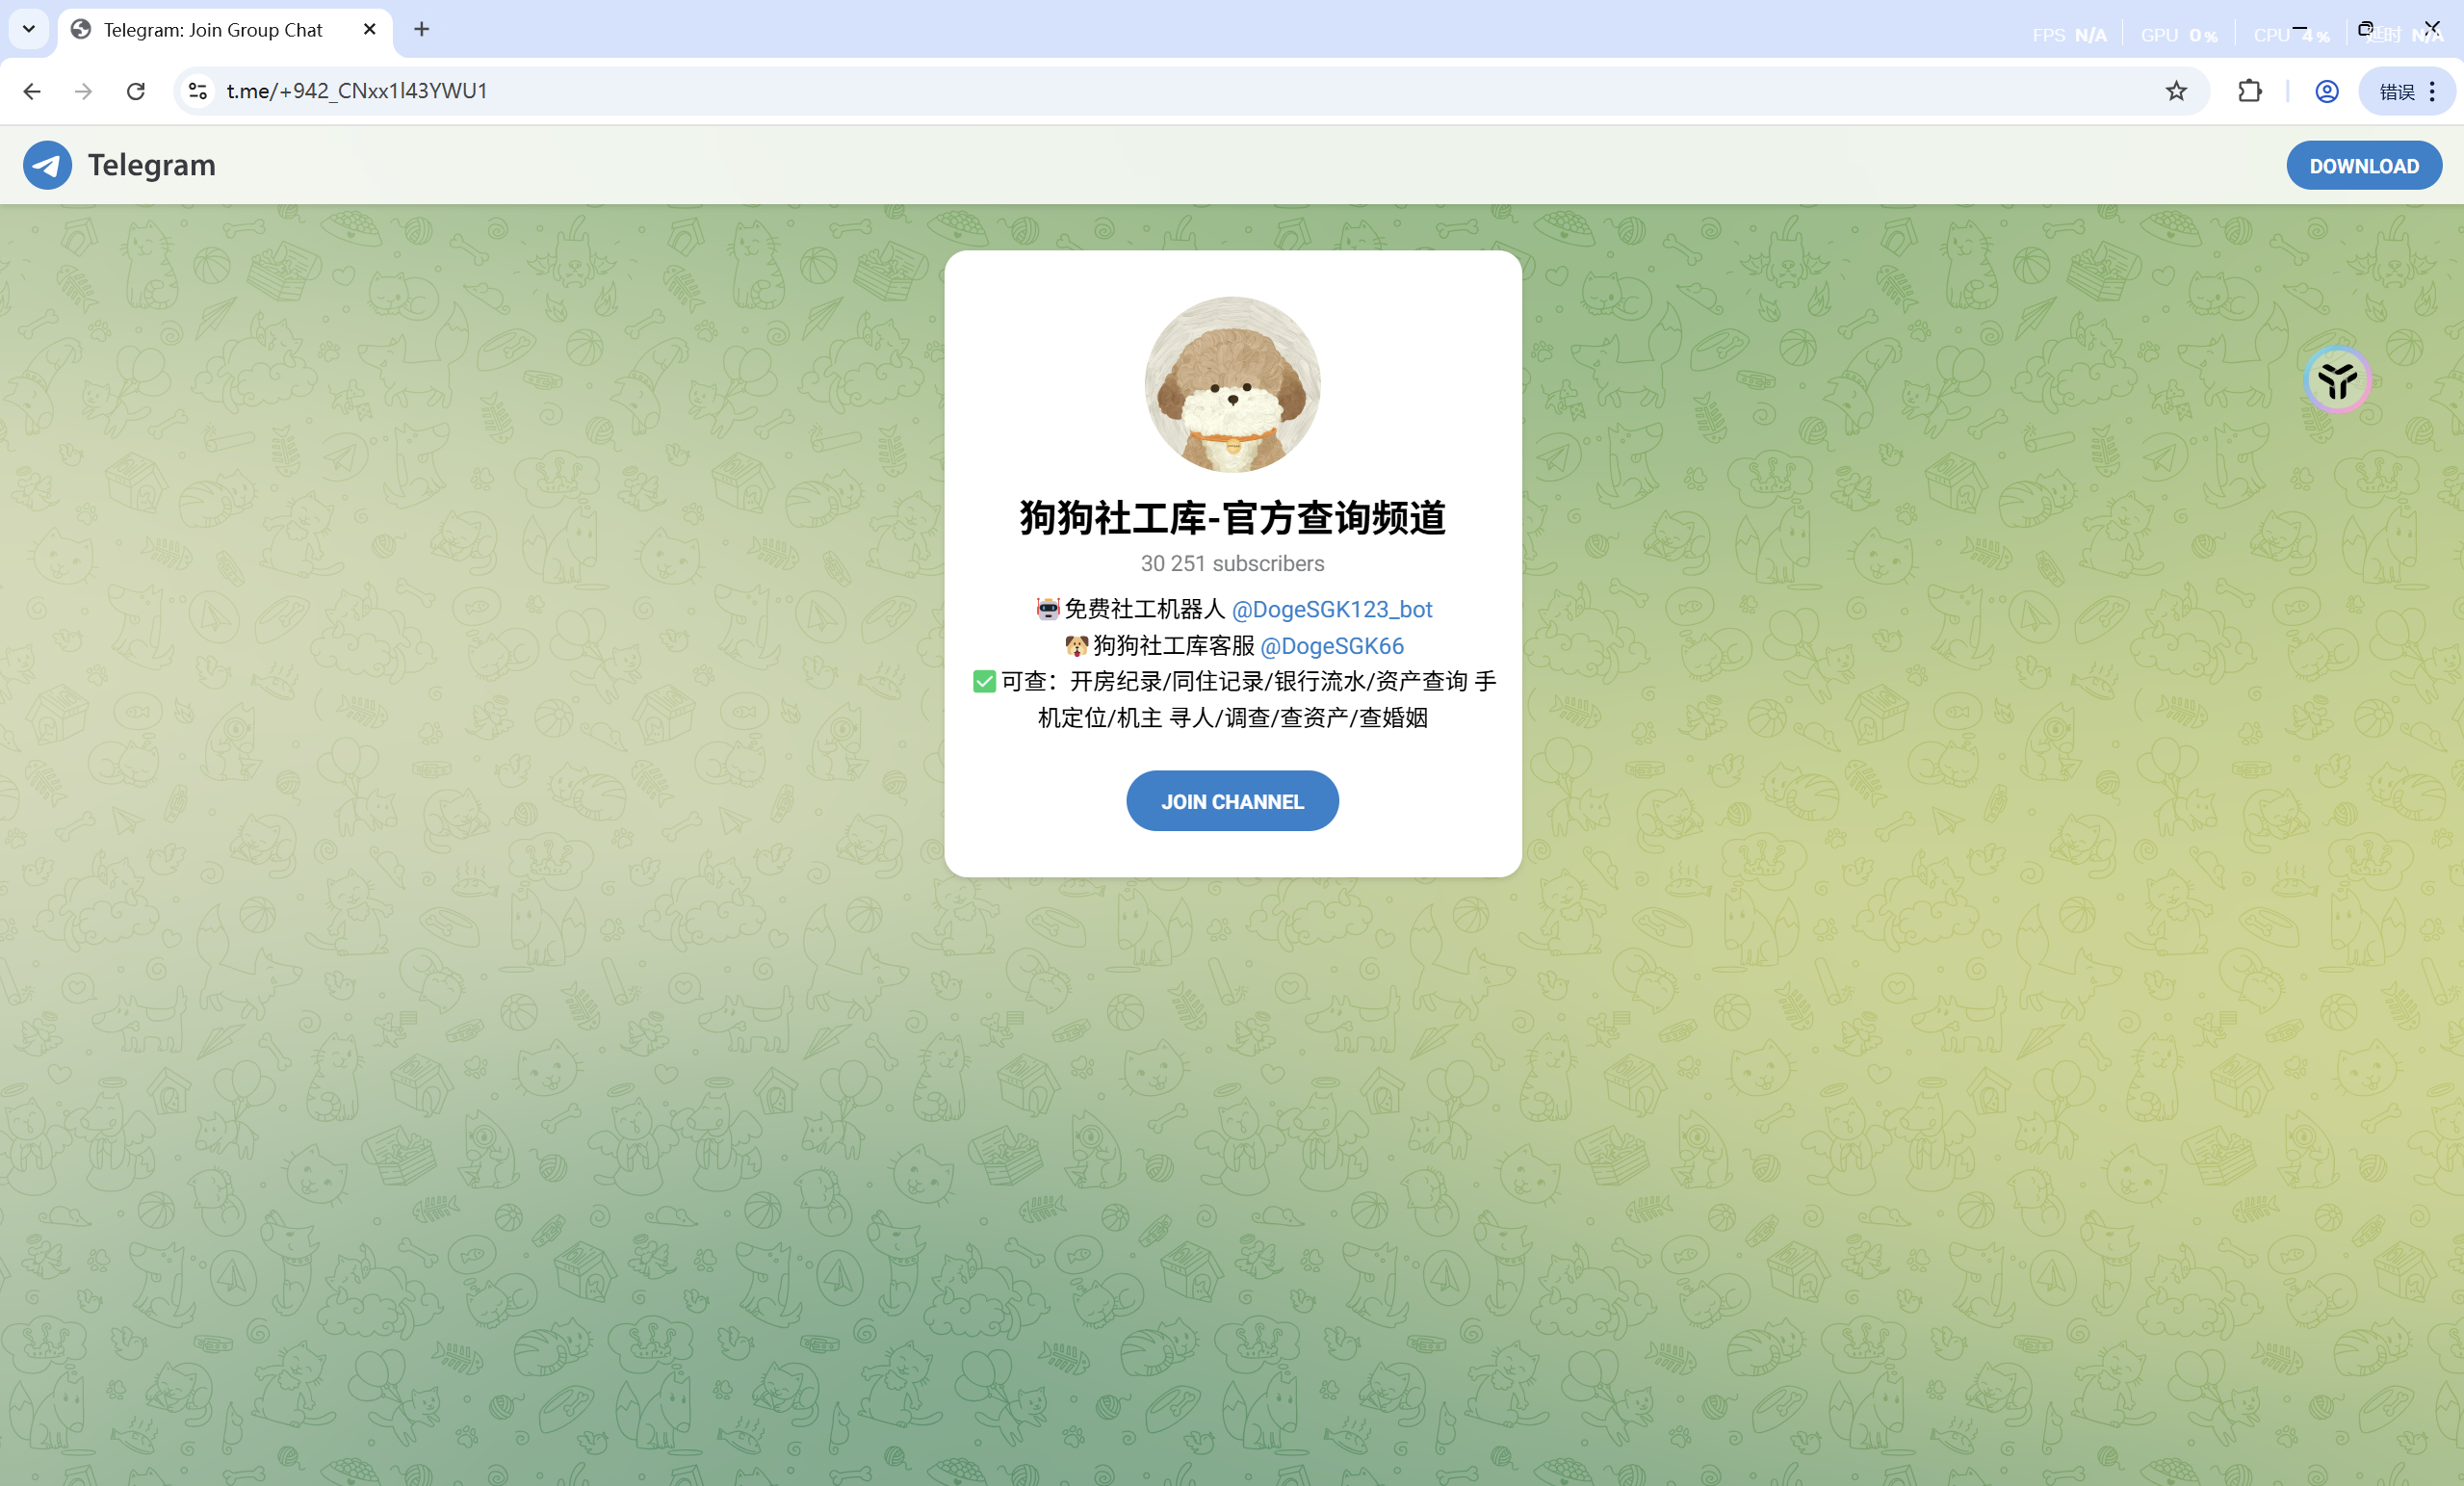 Telegram: Join Group Chat
FPS N/A GPU 0% CPU 4% 延时 N/A
t.me/+942_CNxx1l43YWU1
错误
Telegram
DOWNLOAD
狗狗社工库-官方查询频道
30 251 subscribers
🤖免费社工机器人 @DogeSGK123_bot
🐶狗狗社工库客服 @DogeSGK66
✅可查：开房纪录/同住记录/银行流水/资产查询 手
机定位/机主 寻人/调查/查资产/查婚姻
JOIN CHANNEL